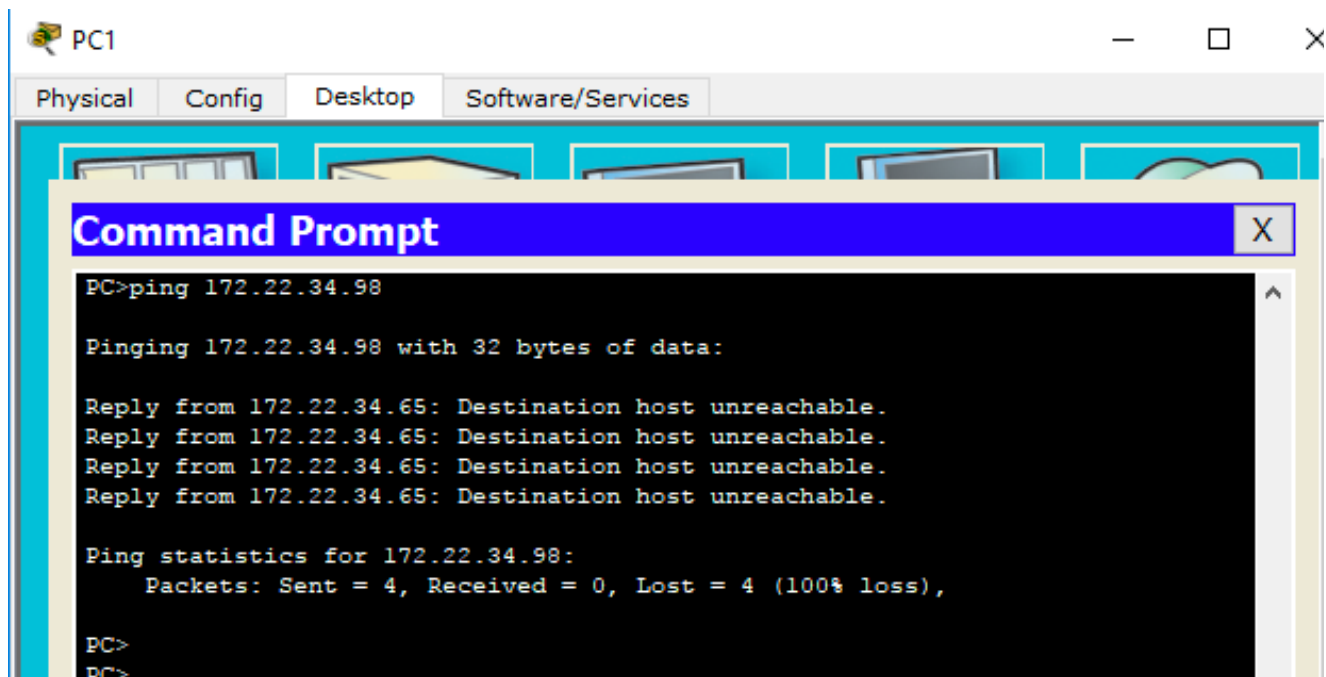 PC1
Physical Config Desktop Software/Services
Command Prompt X
PC>ping 172.22.34.98
Pinging 172.22.34.98 with 32 bytes of data:
Reply from 172.22.34.65: Destination host unreachable.
Reply from 172.22.34.65: Destination host unreachable.
Reply from 172.22.34.65: Destination host unreachable.
Reply from 172.22.34.65: Destination host unreachable.
Ping statistics for 172.22.34.98:
Packets: Sent = 4, Received = 0, Lost = 4 (100% loss),
PC>
PC>